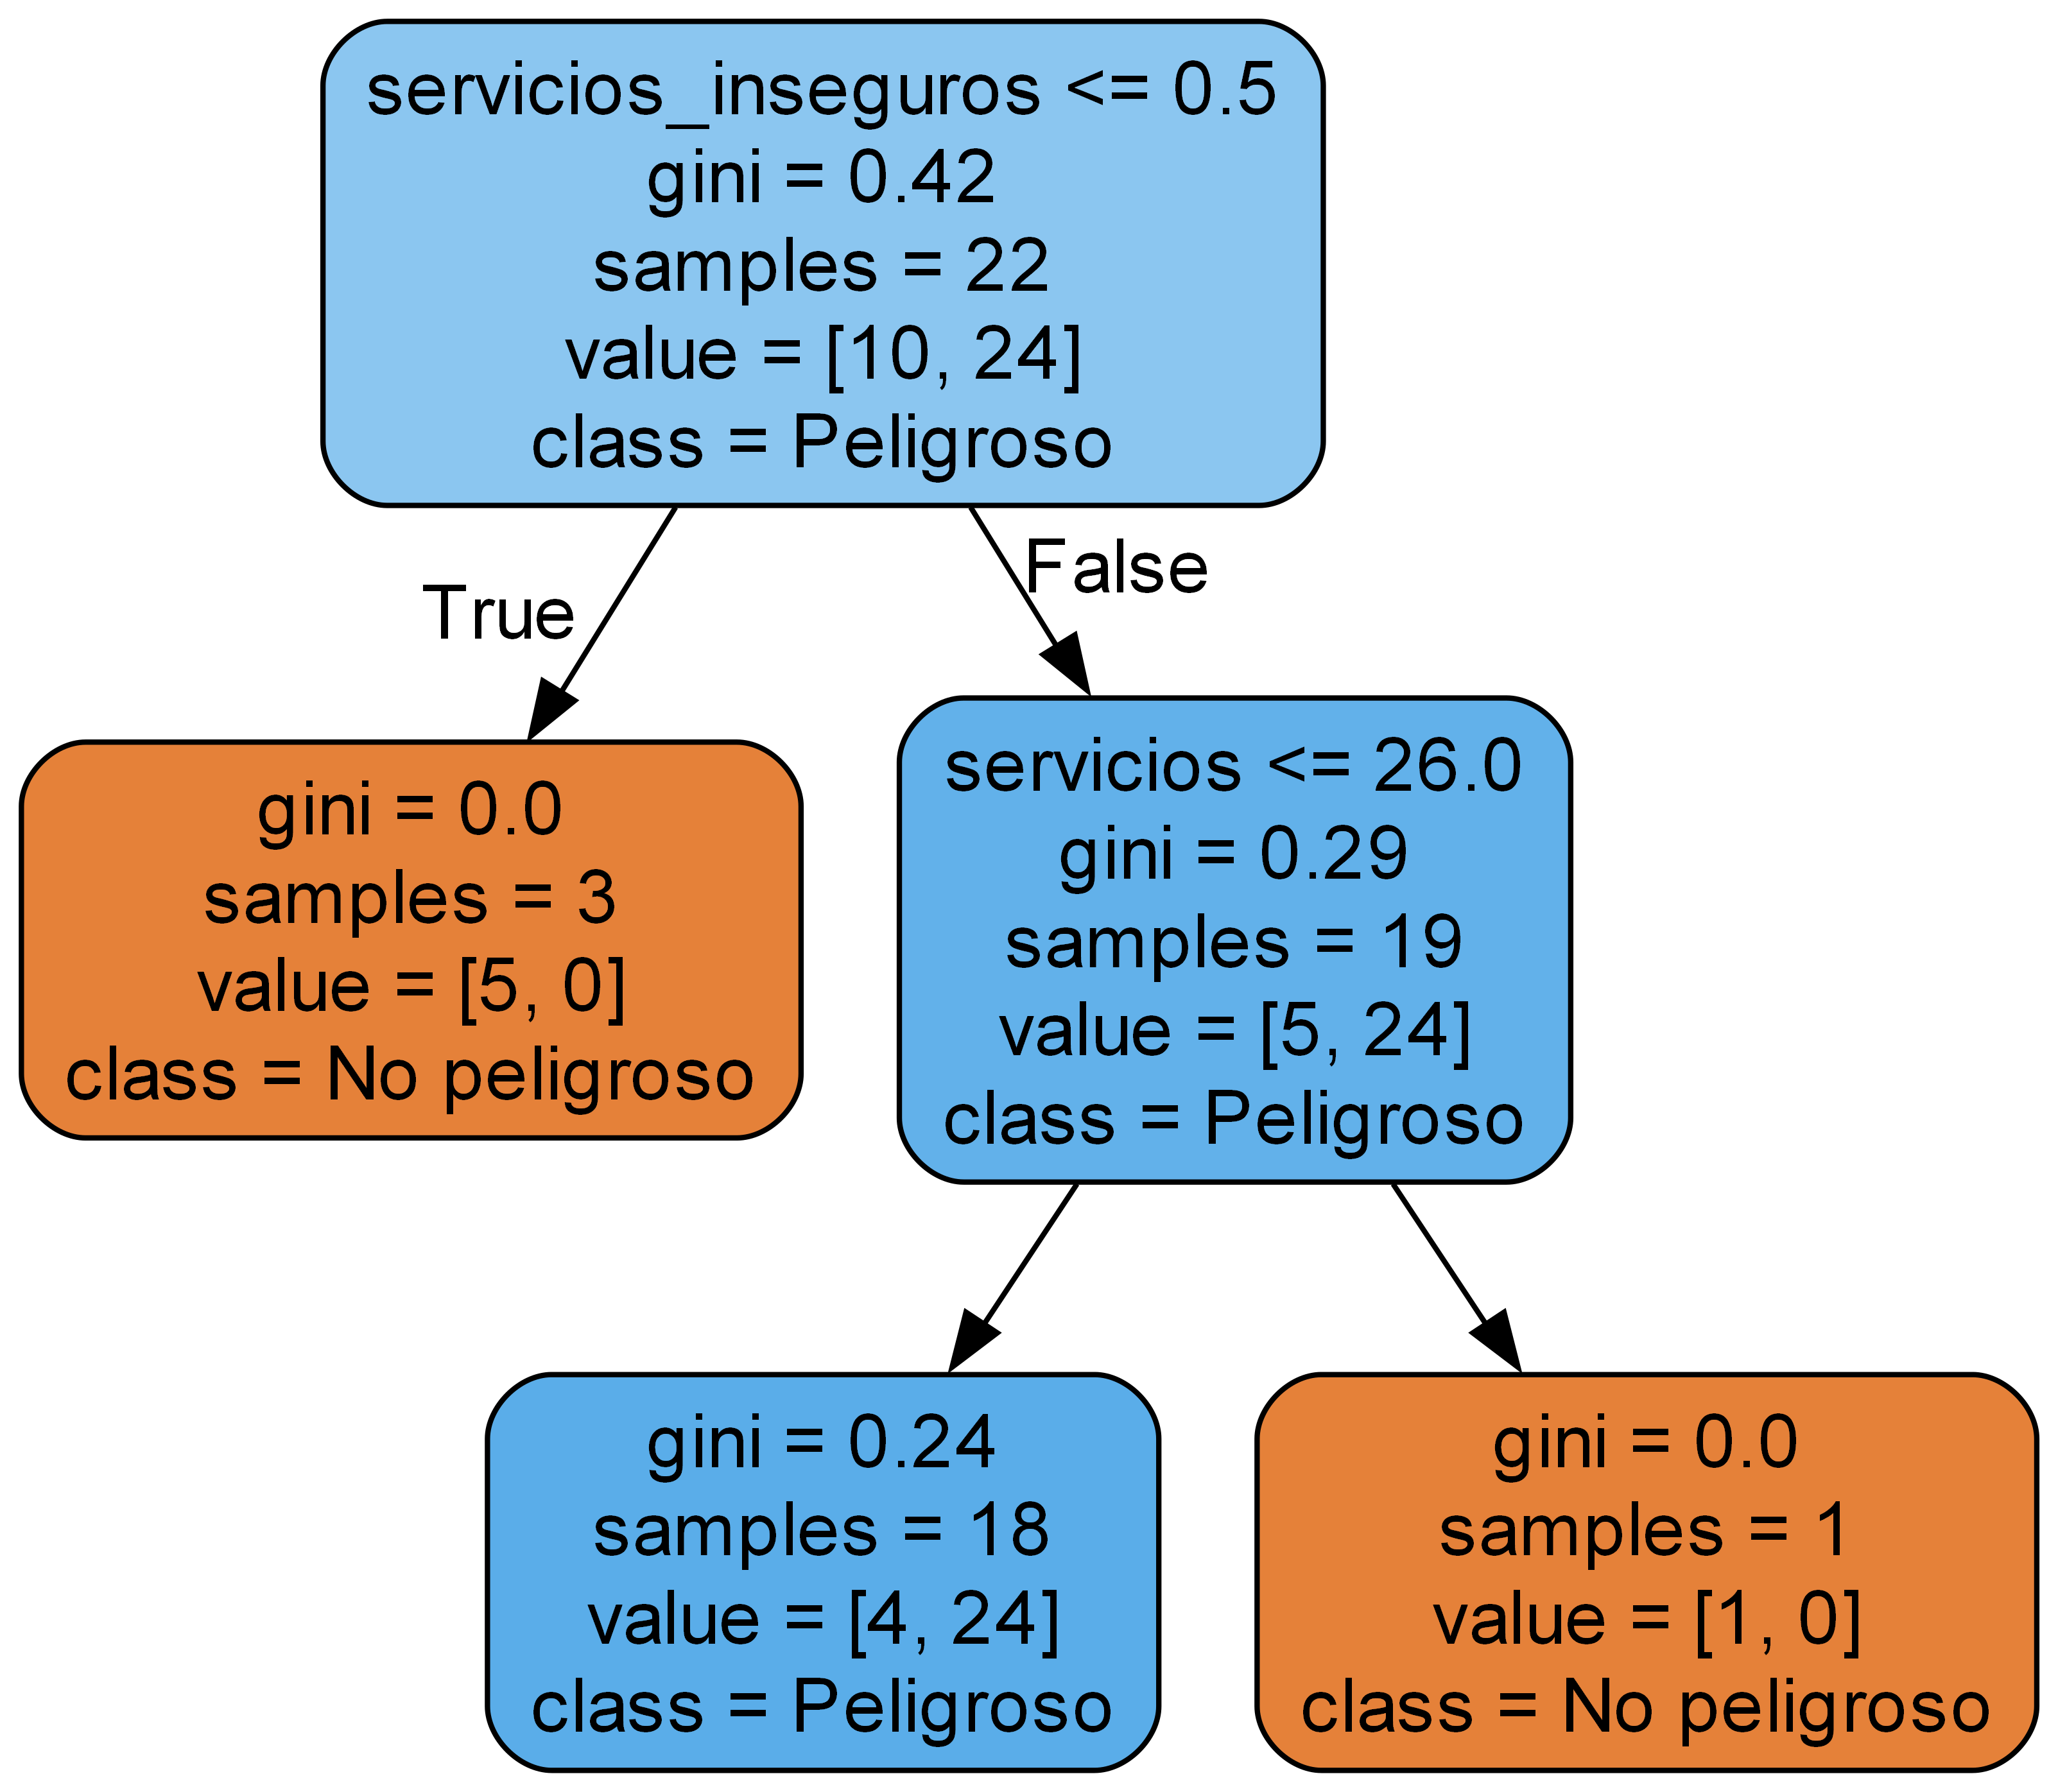 servicios_inseguros <= 0.5
gini = 0.42
samples = 22
value = [10, 24]
class = Peligroso
True
False
gini = 0.0
samples = 3
value = [5, 0]
class = No peligroso
servicios <= 26.0
gini = 0.29
samples = 19
value = [5, 24]
class = Peligroso
gini = 0.24
samples = 18
value = [4, 24]
class = Peligroso
gini = 0.0
samples = 1
value = [1, 0]
class = No peligroso